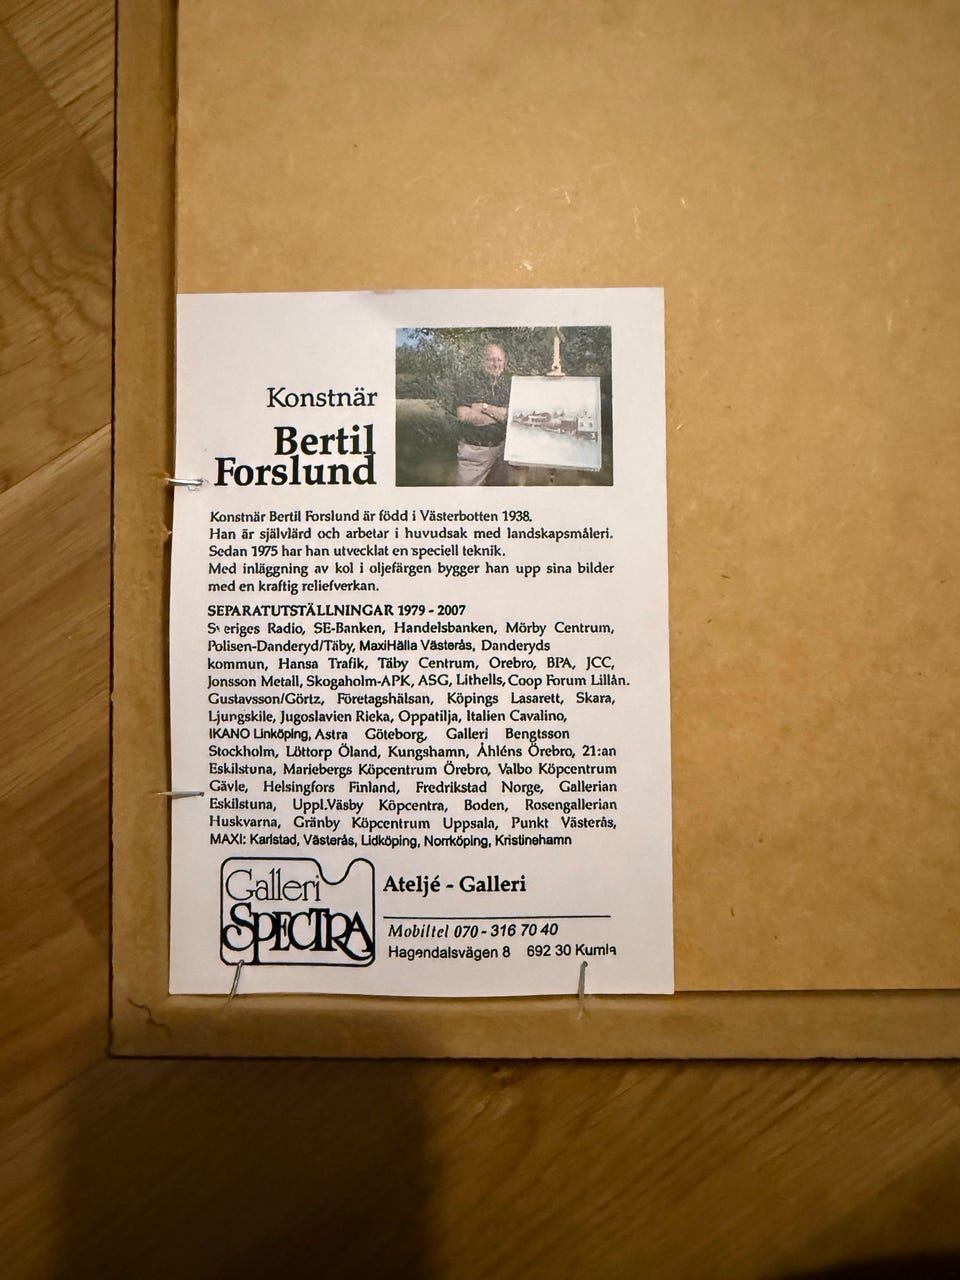 Konstnär
Bertil
Forslund
Konstnär Bertil Forslund är född i Västerbotten 1938.
Han är självlärd och arbetar i huvudsak med landskapsmåleri.
Sedan 1975 har han utvecklat en speciell teknik.
Med inläggning av kol i oljefärgen bygger han upp sina bilder
med en kraftig reliefverkan.
SEPARATUTSTÄLLNINGAR 1979 - 2007
Sveriges Radio, SE-Banken, Handelsbanken, Mörby Centrum,
Polisen-Danderyd/Täby, MaxiHälla Västerås, Danderyds
kommun, Hansa Trafik, Täby Centrum, Örebro, BPA, JCC,
Jonsson Metall, Skogaholm-APK, ASG, Lithells, Coop Forum Lillån.
Gustavsson/Görtz, Företagshälsan, Köpings Lasarett, Skara,
Ljungskile, Jugoslavien Rieka, Oppatilja, Italien Cavalino,
IKANO Linköping, Astra Göteborg, Galleri Bengtsson
Stockholm, Löttorp Öland, Kungshamn, Åhléns Örebro, 21:an
Eskilstuna, Mariebergs Köpcentrum Örebro, Valbo Köpcentrum
Gävle, Helsingfors Finland, Fredrikstad Norge, Gallerian
Eskilstuna, Uppl.Väsby Köpcentra, Boden, Rosengallerian
Huskvarna, Gränby Köpcentrum Uppsala, Punkt Västerås,
MAXI: Karlstad, Västerås, Lidköping, Norrköping, Kristinehamn
Galleri
SPECTRA
Ateljé - Galleri
Mobiltel 070 - 316 70 40
Hagendalsvägen 8 692 30 Kumla